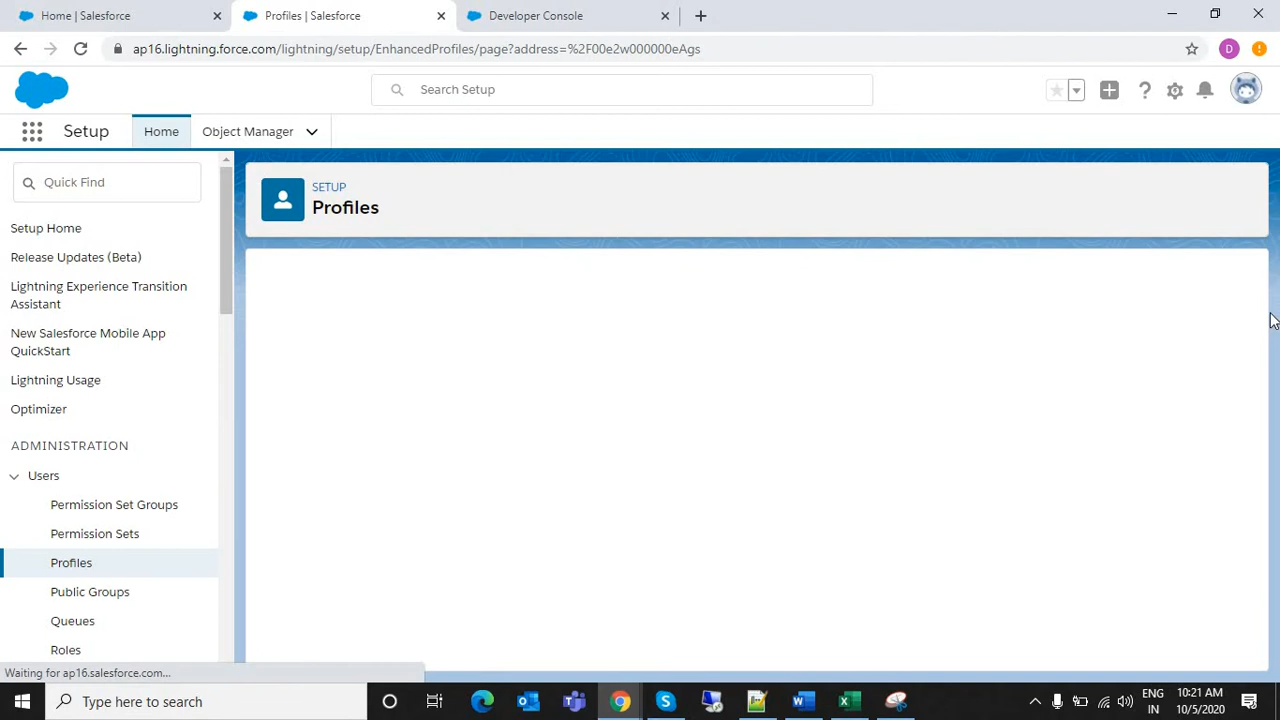 Home | Salesforce
Profiles | Salesforce
Developer Console
ap16.lightning.force.com/lightning/setup/EnhancedProfiles/page?address=%2F00e2w000000eAgs
D
Search Setup
Setup
Home
Object Manager
Quick Find
Setup Home
Release Updates (Beta)
Lightning Experience Transition
Assistant
New Salesforce Mobile App
QuickStart
Lightning Usage
Optimizer
ADMINISTRATION
Users
Permission Set Groups
Permission Sets
Profiles
Public Groups
Queues
Roles
SETUP
Profiles
Waiting for ap16.salesforce.com...
Type here to search
ENG
IN
10:21 AM
10/5/2020